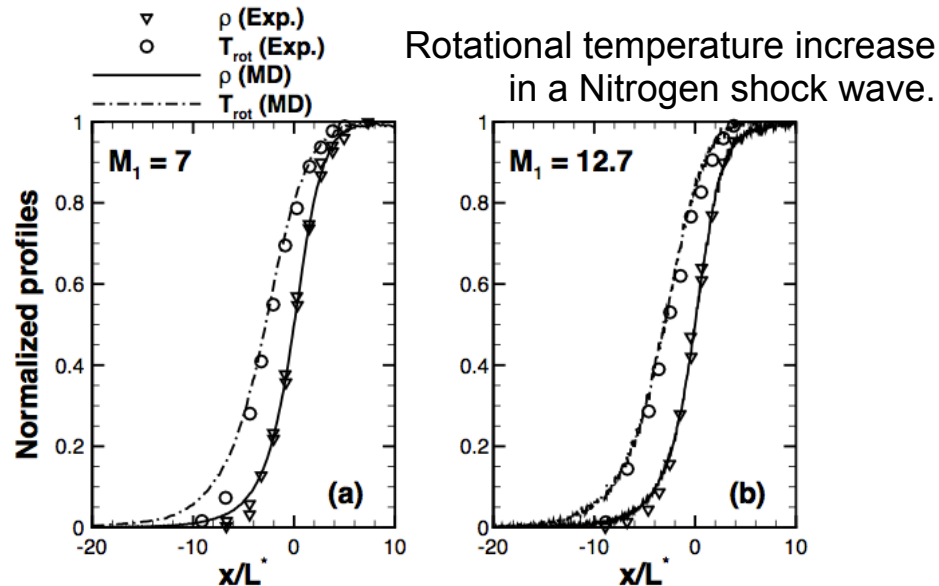 ρ (Exp.)
T_rot (Exp.)
ρ (MD)
T_rot (MD)
Rotational temperature increase
in a Nitrogen shock wave.
Normalized profiles
M_1 = 7
(a)
1
0.8
0.6
0.4
0.2
0
-20
-10
0
10
x/L*
M_1 = 12.7
(b)
1
0.8
0.6
0.4
0.2
0
-20
-10
0
10
x/L*